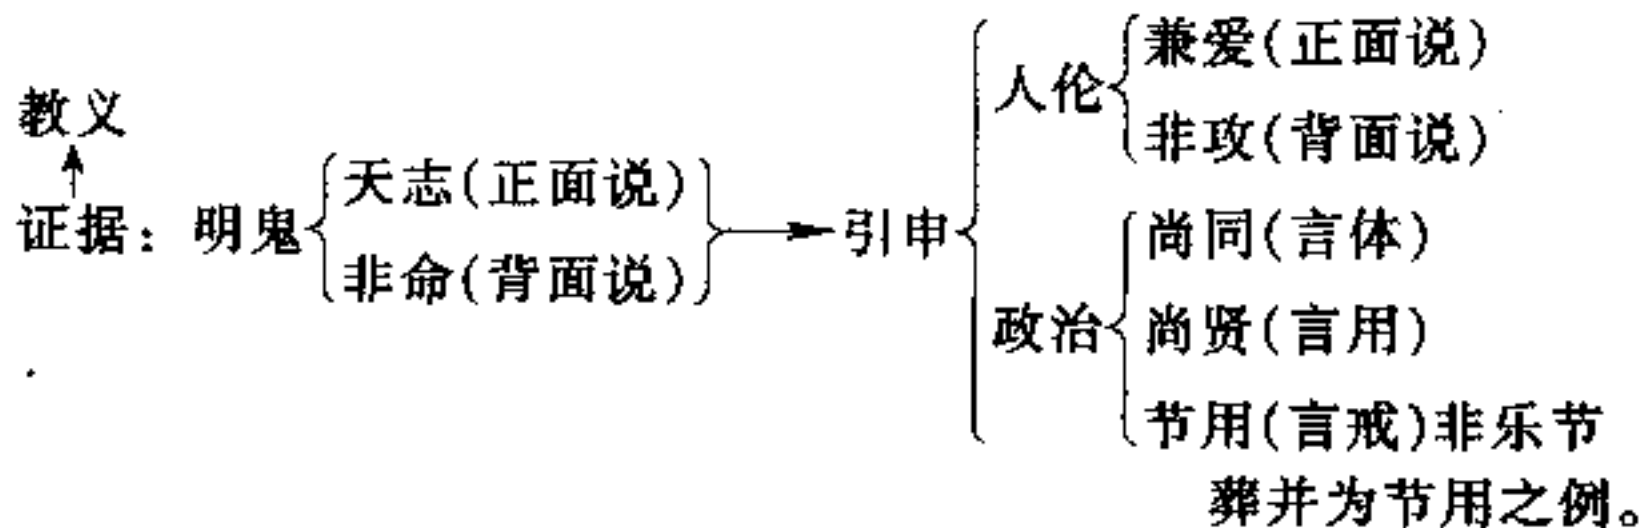 教义
证据：明鬼
天志(正面说)
非命(背面说)
引申
人伦
兼爱(正面说)
非攻(背面说)
政治
尚同(言体)
尚贤(言用)
节用(言戒)非乐节
葬并为节用之例。